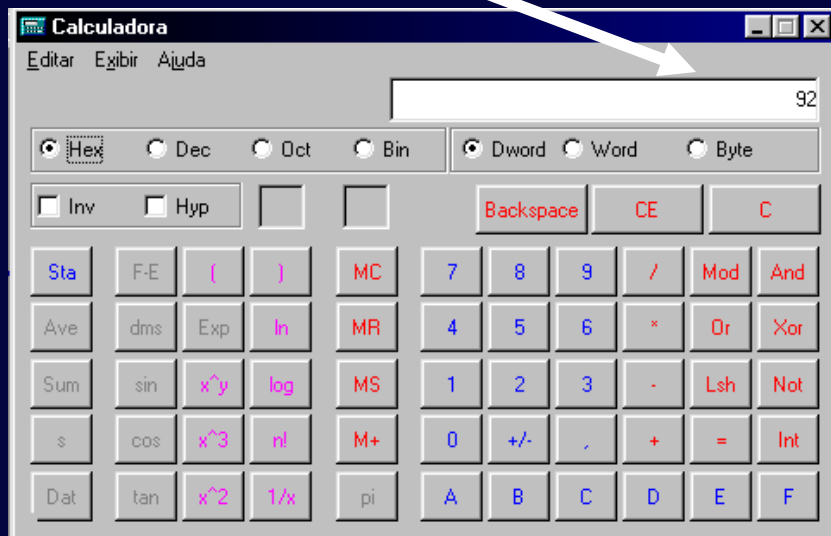 Calculadora
Editar Exibir Ajuda
92
Hex Dec Oct Bin Dword Word Byte
Inv Hyp Backspace CE C
Sta F-E ( ) MC 7 8 9 / Mod And
Ave dms Exp ln MR 4 5 6 * Or Xor
Sum sin x^y log MS 1 2 3 - Lsh Not
s cos x^3 n! M+ 0 +/- , + = Int
Dat tan x^2 1/x pi A B C D E F